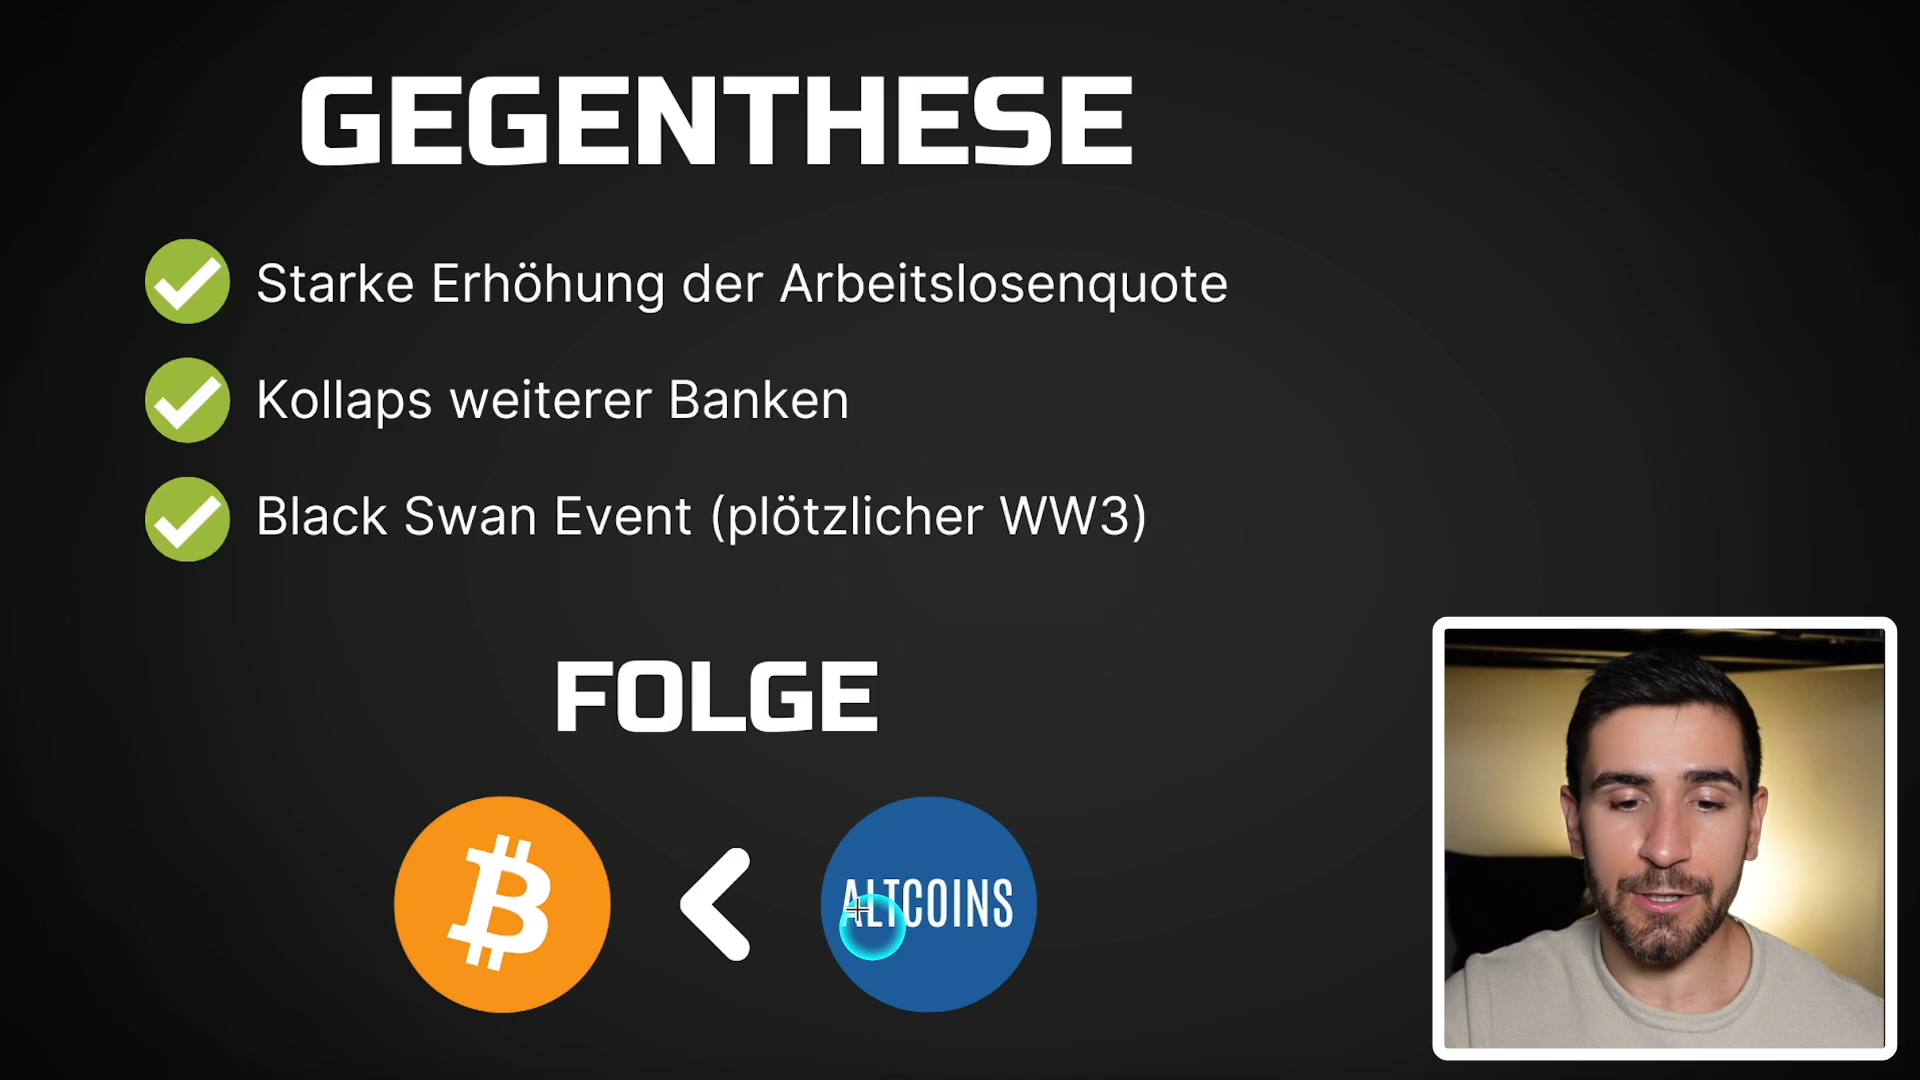 GEGENTHESE
Starke Erhöhung der Arbeitslosenquote
Kollaps weiterer Banken
Black Swan Event (plötzlicher WW3)
FOLGE
₿ < ALTCOINS